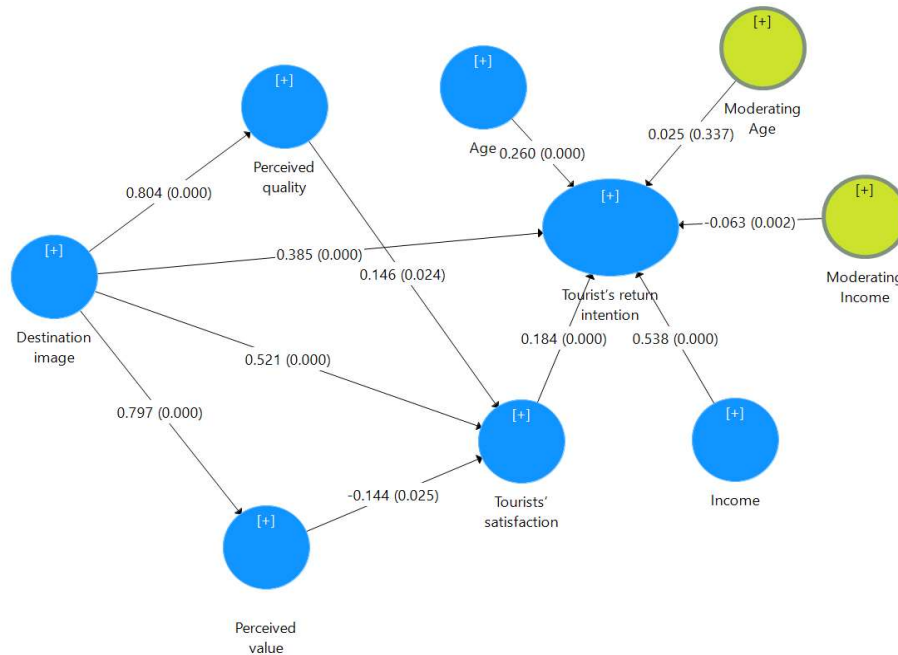 [+]
Moderating
Age
[+]
Age
[+]
Perceived
quality
0.025 (0.337)
0.260 (0.000)
0.804 (0.000)
[+]
Moderating
Income
-0.063 (0.002)
[+]
Tourist's return
intention
0.385 (0.000)
0.146 (0.024)
[+]
Destination
image
0.184 (0.000)
0.538 (0.000)
0.521 (0.000)
0.797 (0.000)
[+]
Tourists'
satisfaction
[+]
Income
-0.144 (0.025)
[+]
Perceived
value